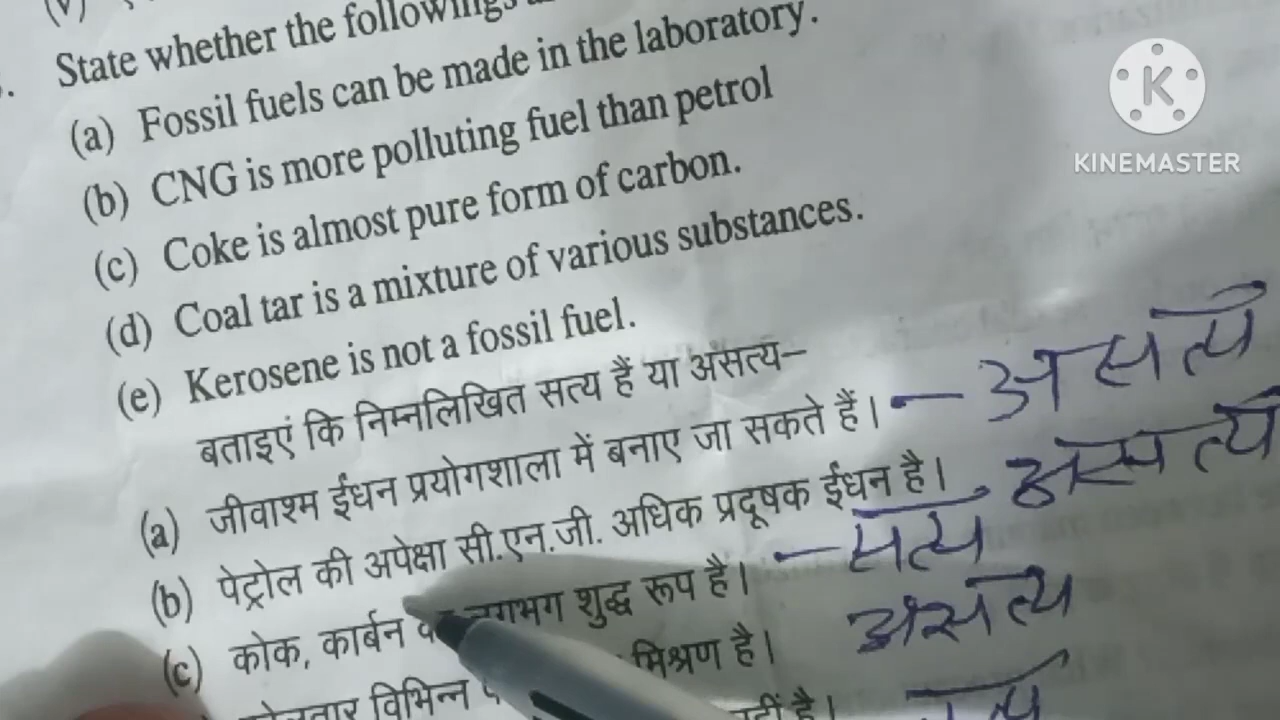 (v)
State whether the followings
(a) Fossil fuels can be made in the laboratory.
(b) CNG is more polluting fuel than petrol
(c) Coke is almost pure form of carbon.
(d) Coal tar is a mixture of various substances.
(e) Kerosene is not a fossil fuel.
बताइएं कि निम्नलिखित सत्य हैं या असत्य–
(a) जीवाश्म ईंधन प्रयोगशाला में बनाए जा सकते हैं। – असत्य
(b) पेट्रोल की अपेक्षा सी.एन.जी. अधिक प्रदूषक ईंधन है। असत्य
(c) कोक, कार्बन लगभग शुद्ध रूप है। – सत्य
विभिन्न मिश्रण है। असत्य
नहीं है।
K
KINEMASTER